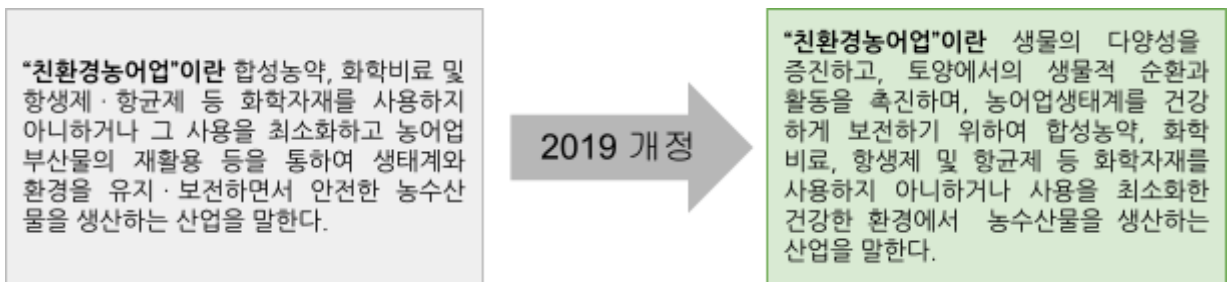 “친환경농어업”이란 합성농약, 화학비료 및
항생제 · 항균제 등 화학자재를 사용하지
아니하거나 그 사용을 최소화하고 농어업
부산물의 재활용 등을 통하여 생태계와
환경을 유지 · 보전하면서 안전한 농수산
물을 생산하는 산업을 말한다.
2019 개정
“친환경농어업”이란 생물의 다양성을
증진하고, 토양에서의 생물적 순환과
활동을 촉진하며, 농어업생태계를 건강
하게 보전하기 위하여 합성농약, 화학
비료, 항생제 및 항균제 등 화학자재를
사용하지 아니하거나 사용을 최소화한
건강한 환경에서 농수산물을 생산하는
산업을 말한다.